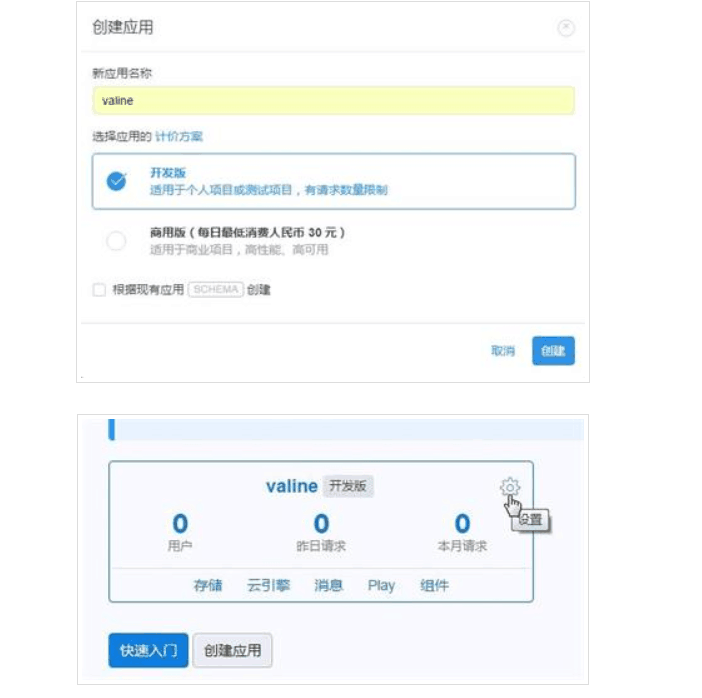 创建应用
新应用名称
valine
选择应用的 计价方案
开发版
适用于个人项目或测试项目，有请求数量限制
商用版（每日最低消费人民币 30 元）
适用于商业项目，高性能、高可用
根据现有应用 SCHEMA 创建
取消 创建
valine 开发版
设置
0 0 0
用户 昨日请求 本月请求
存储 云引擎 消息 Play 组件
快速入门 创建应用